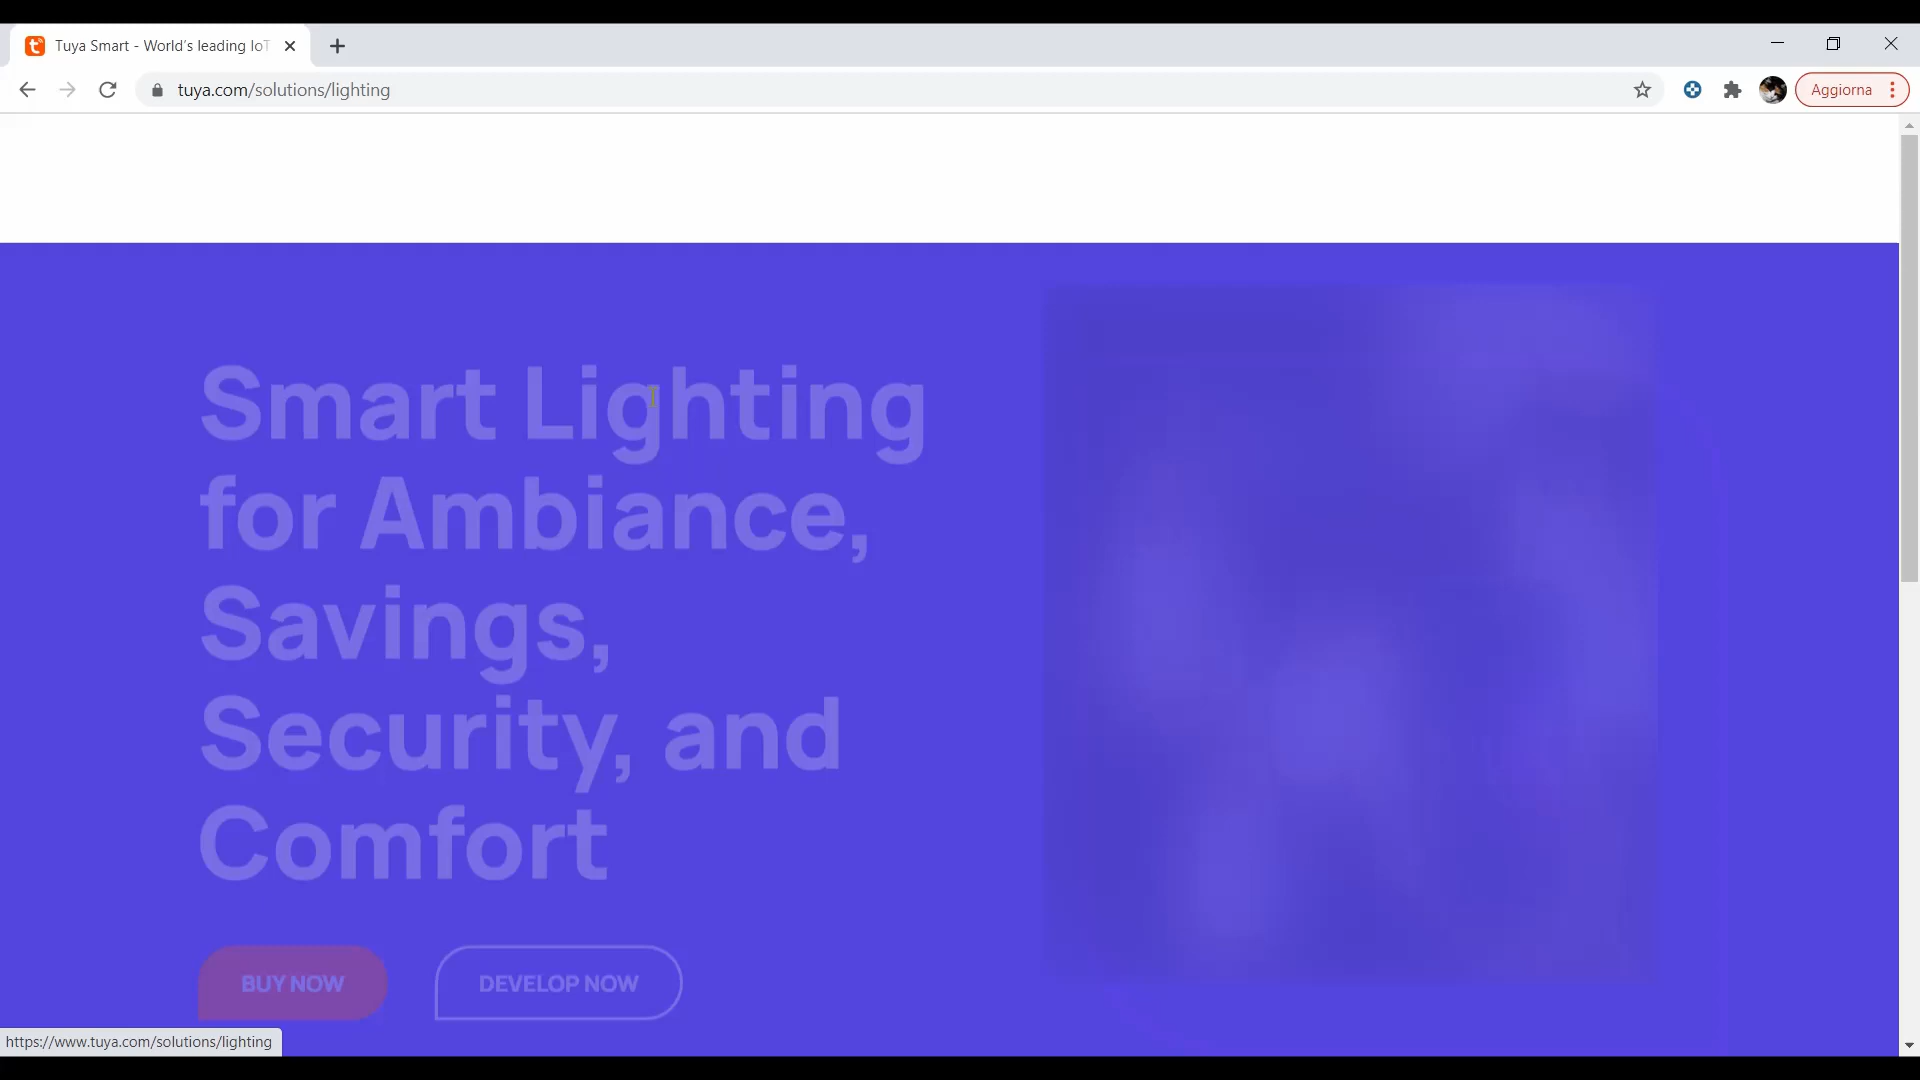 Tuya Smart - World's leading IoT
tuya.com/solutions/lighting
Aggiorna
Smart Lighting
for Ambiance,
Savings,
Security, and
Comfort
BUY NOW
DEVELOP NOW
https://www.tuya.com/solutions/lighting